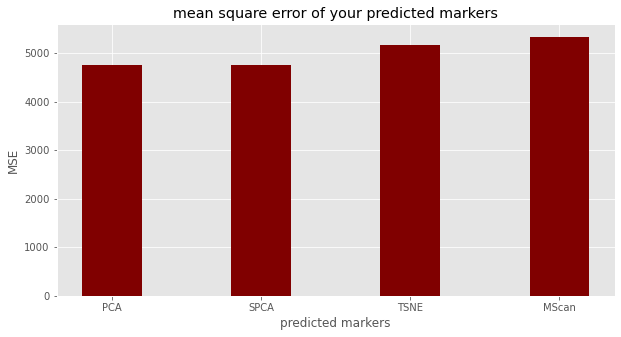 mean square error of your predicted markers
MSE
5000
4000
3000
2000
1000
0
PCA SPCA TSNE MScan
predicted markers